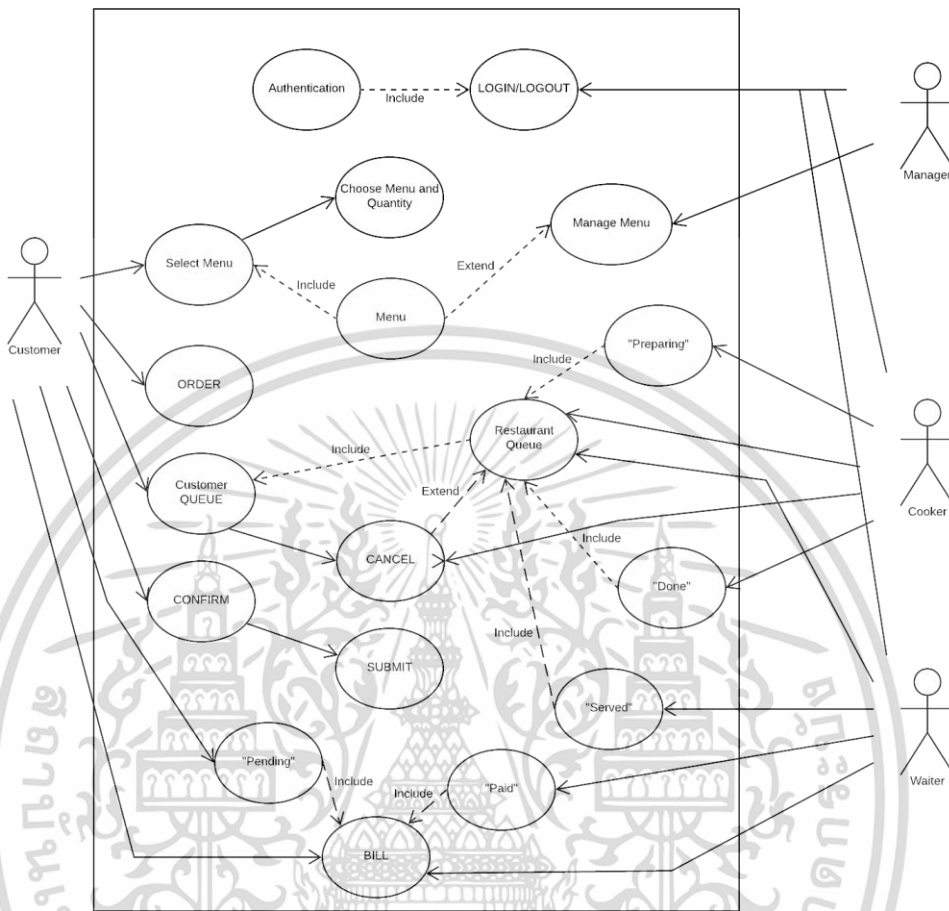 Authentication
Include
LOGIN/LOGOUT
Manager
Choose Menu and
Quantity
Manage Menu
Select Menu
Include
Extend
Menu
Customer
"Preparing"
Include
ORDER
Restaurant
Queue
Include
Customer
QUEUE
Extend
Cooker
CANCEL
Include
"Done"
CONFIRM
Include
SUBMIT
"Served"
"Pending"
Include
"Paid"
Include
Waiter
BILL